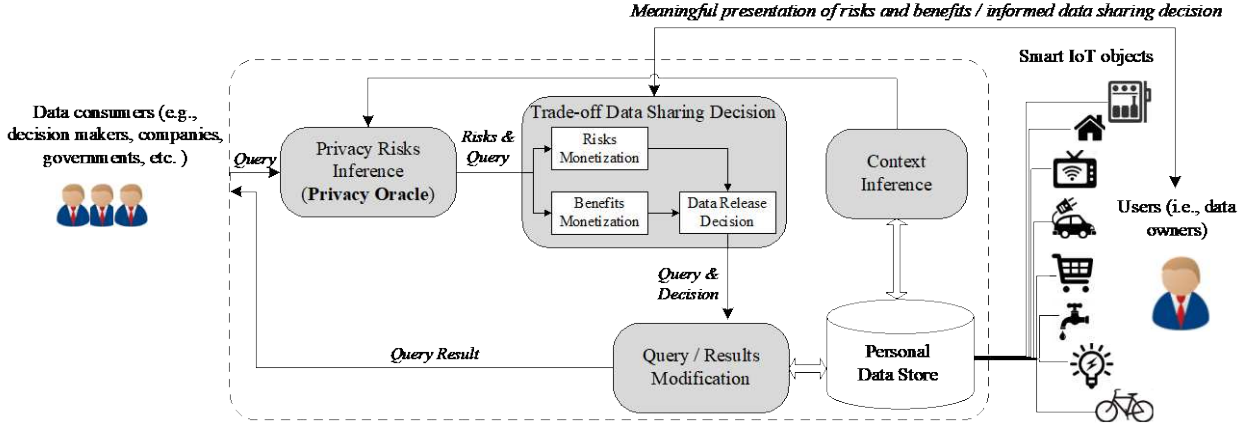 Meaningful presentation of risks and benefits / informed data sharing decision
Smart IoT objects
Data consumers (e.g.,
decision makers, companies,
governments, etc. )
Query
Privacy Risks
Inference
(Privacy Oracle)
Risks &
Query
Trade-off Data Sharing Decision
Risks
Monetization
Benefits
Monetization
Data Release
Decision
Context
Inference
Users (i.e., data
owners)
Query &
Decision
Query Result
Query / Results
Modification
Personal
Data Store